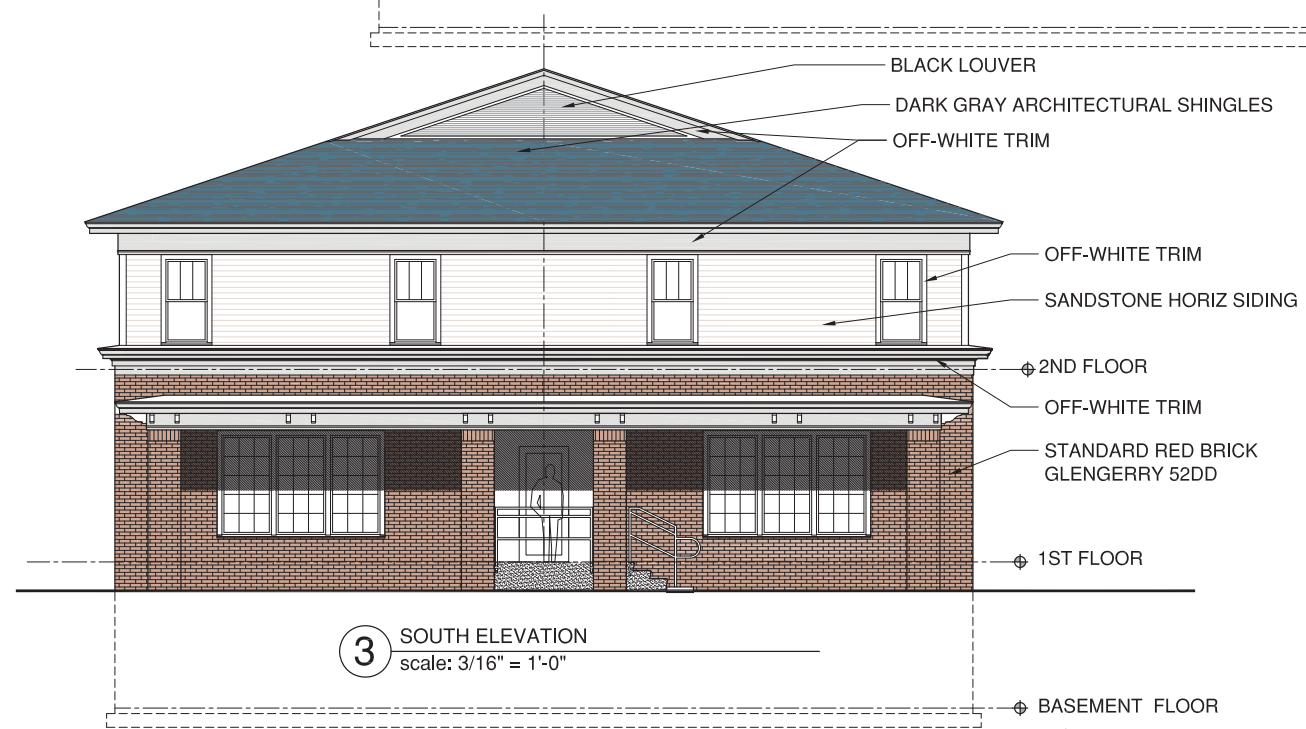 BLACK LOUVER
DARK GRAY ARCHITECTURAL SHINGLES
OFF-WHITE TRIM
OFF-WHITE TRIM
SANDSTONE HORIZ SIDING
2ND FLOOR
OFF-WHITE TRIM
STANDARD RED BRICK
GLENGERRY 52DD
1ST FLOOR
3
SOUTH ELEVATION
scale: 3/16" = 1'-0"
BASEMENT FLOOR